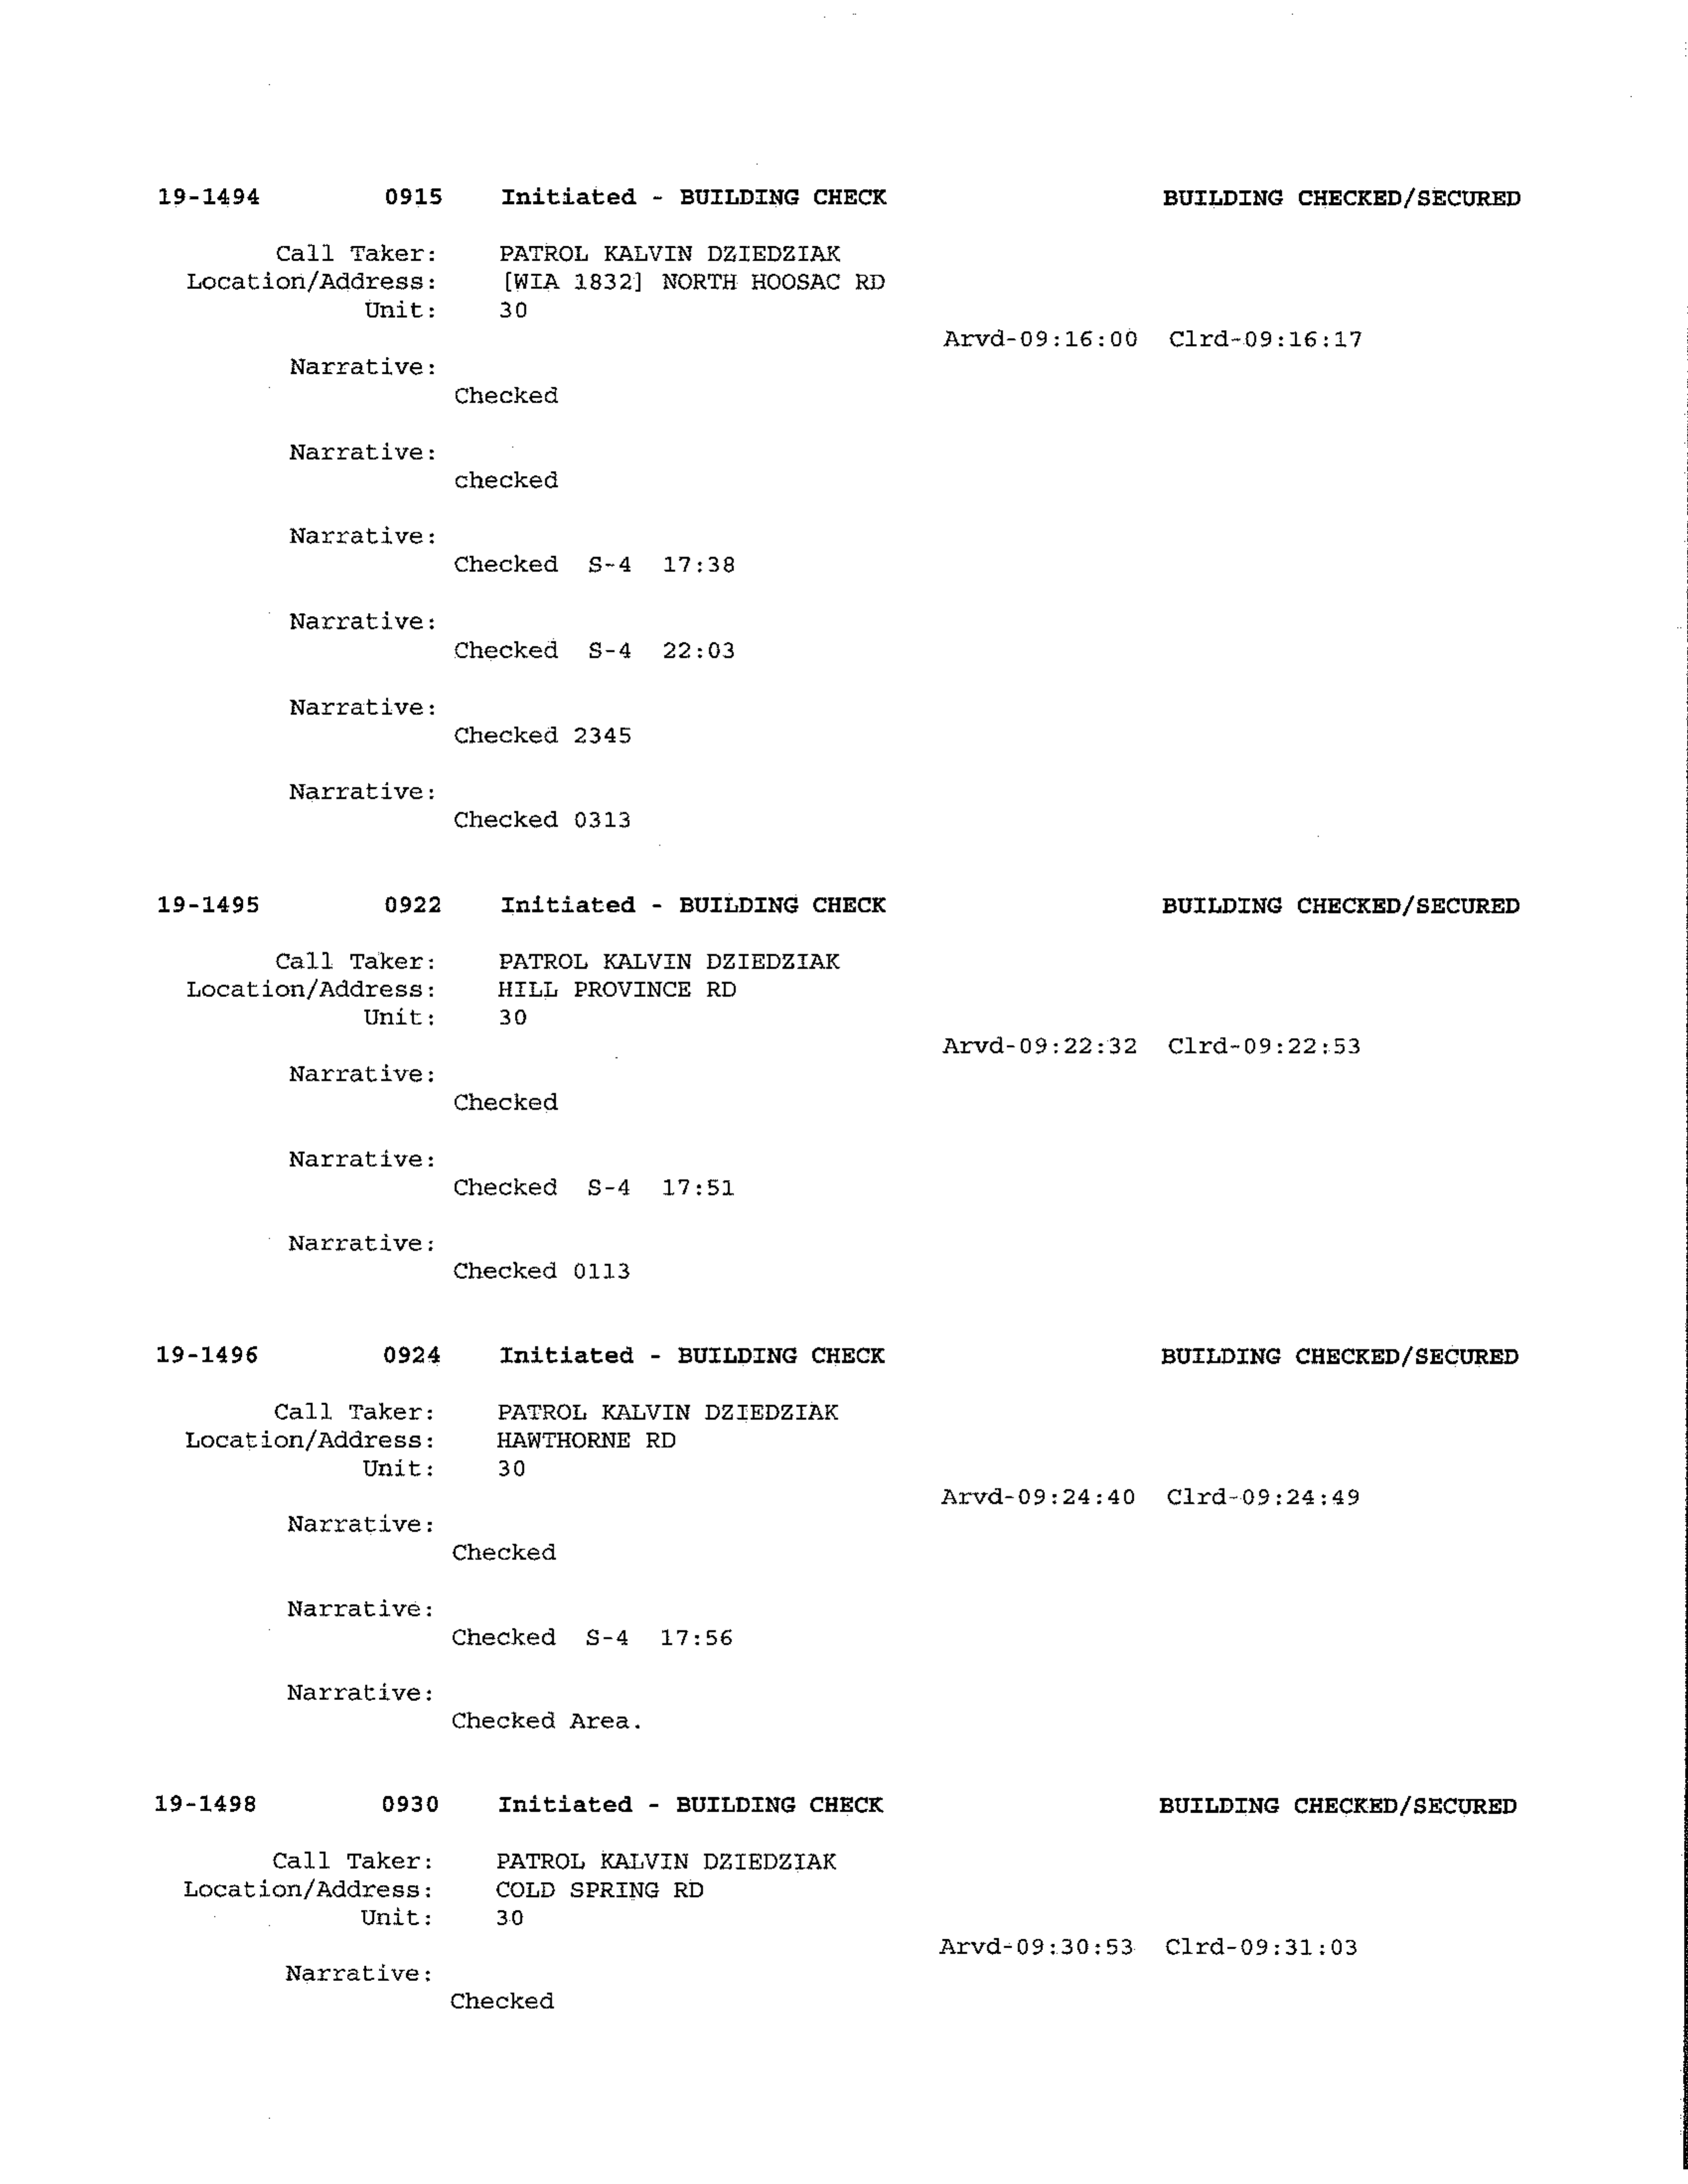 19-1494 0915 Initiated - BUILDING CHECK BUILDING CHECKED/SECURED
Call Taker: PATROL KALVIN DZIEDZIAK
Location/Address: [WIA 1832] NORTH HOOSAC RD
Unit: 30
Arvd-09:16:00 Clrd-09:16:17
Narrative:
Checked
Narrative:
checked
Narrative:
Checked S-4 17:38
Narrative:
Checked S-4 22:03
Narrative:
Checked 2345
Narrative:
Checked 0313
19-1495 0922 Initiated - BUILDING CHECK BUILDING CHECKED/SECURED
Call Taker: PATROL KALVIN DZIEDZIAK
Location/Address: HILL PROVINCE RD
Unit: 30
Arvd-09:22:32 Clrd-09:22:53
Narrative:
Checked
Narrative:
Checked S-4 17:51
Narrative:
Checked 0113
19-1496 0924 Initiated - BUILDING CHECK BUILDING CHECKED/SECURED
Call Taker: PATROL KALVIN DZIEDZIAK
Location/Address: HAWTHORNE RD
Unit: 30
Arvd-09:24:40 Clrd-09:24:49
Narrative:
Checked
Narrative:
Checked S-4 17:56
Narrative:
Checked Area.
19-1498 0930 Initiated - BUILDING CHECK BUILDING CHECKED/SECURED
Call Taker: PATROL KALVIN DZIEDZIAK
Location/Address: COLD SPRING RD
Unit: 30
Arvd-09:30:53 Clrd-09:31:03
Narrative:
Checked